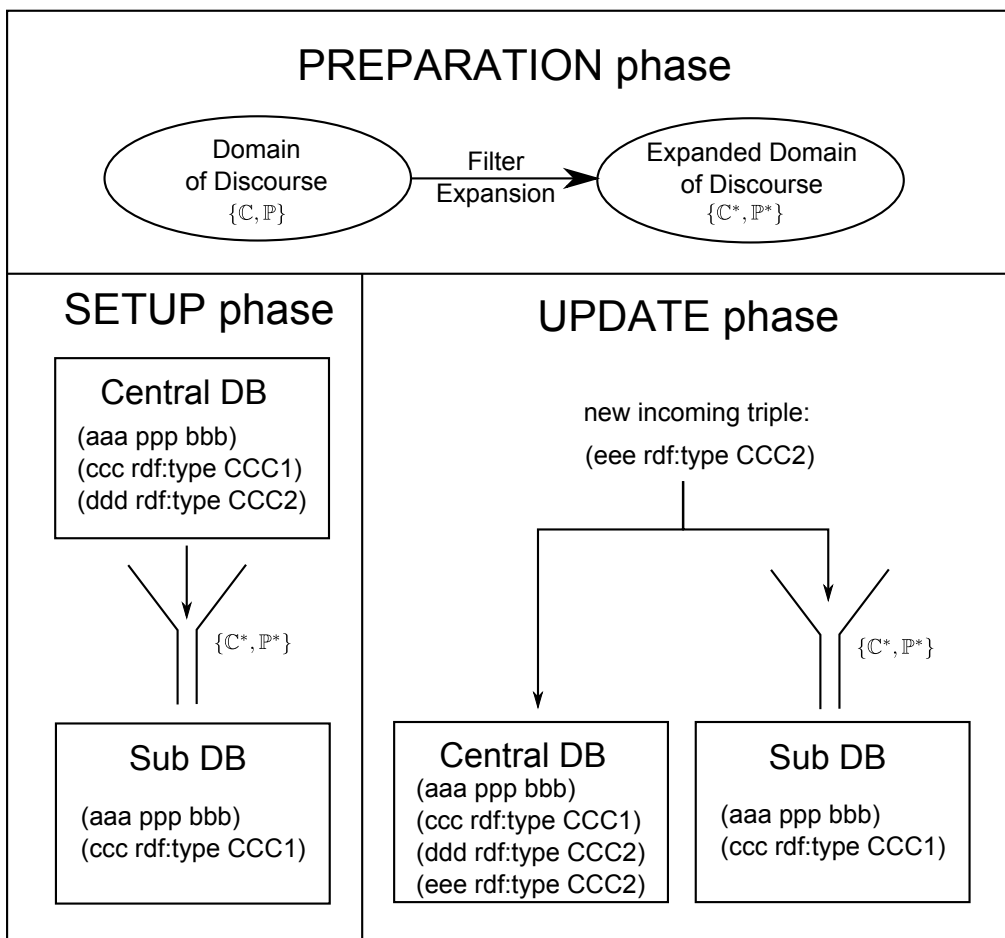 PREPARATION phase
Domain
of Discourse
{ℂ, ℙ}
Filter
Expansion
Expanded Domain
of Discourse
{ℂ*, ℙ*}
SETUP phase
Central DB
(aaa ppp bbb)
(ccc rdf:type CCC1)
(ddd rdf:type CCC2)
{ℂ*, ℙ*}
Sub DB
(aaa ppp bbb)
(ccc rdf:type CCC1)
UPDATE phase
new incoming triple:
(eee rdf:type CCC2)
{ℂ*, ℙ*}
Central DB
(aaa ppp bbb)
(ccc rdf:type CCC1)
(ddd rdf:type CCC2)
(eee rdf:type CCC2)
Sub DB
(aaa ppp bbb)
(ccc rdf:type CCC1)